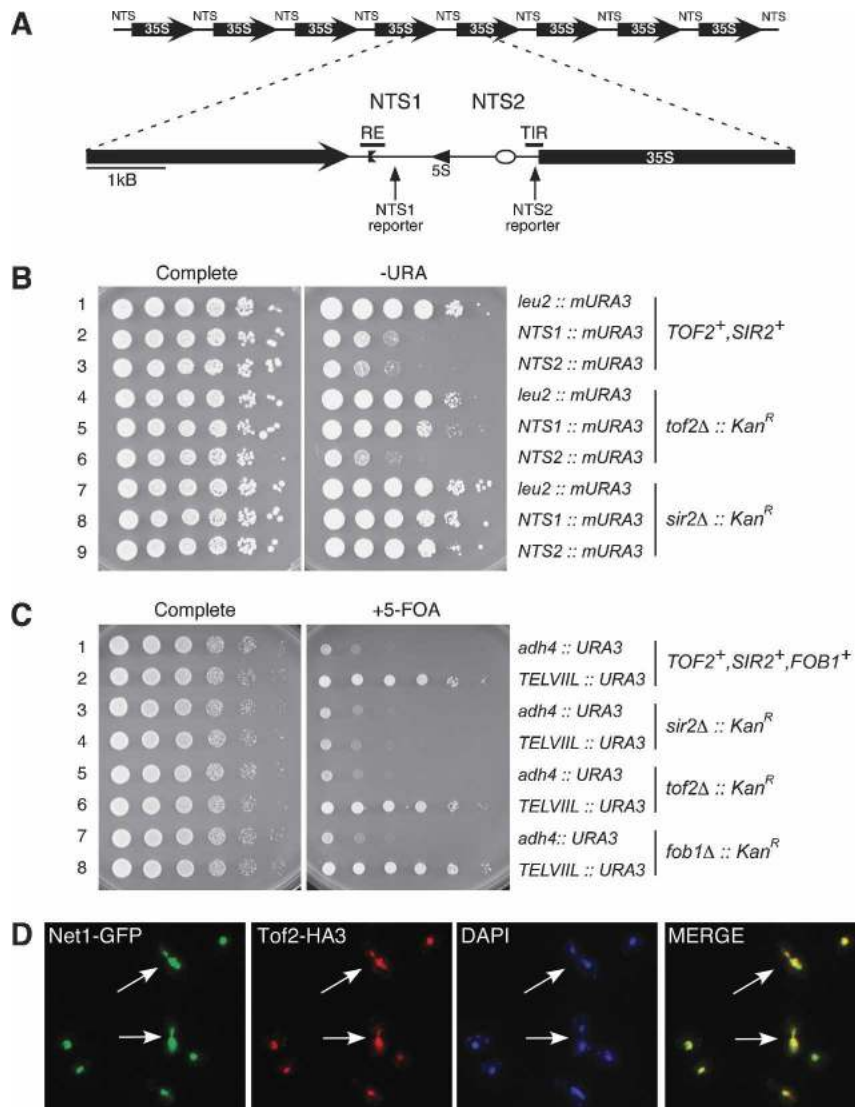 A
NTS NTS NTS NTS NTS NTS NTS NTS NTS
35S 35S 35S 35S 35S 35S 35S 35S
NTS1 NTS2
RE TIR
5S 35S
1kB
NTS1 reporter NTS2 reporter
B
Complete -URA
1 leu2 :: mURA3
2 NTS1 :: mURA3 TOF2+,SIR2+
3 NTS2 :: mURA3
4 leu2 :: mURA3
5 NTS1 :: mURA3 tof2Δ :: KanR
6 NTS2 :: mURA3
7 leu2 :: mURA3
8 NTS1 :: mURA3 sir2Δ :: KanR
9 NTS2 :: mURA3
C
Complete +5-FOA
1 adh4 :: URA3 TOF2+,SIR2+,FOB1+
2 TELVIIL :: URA3
3 adh4 :: URA3 sir2Δ :: KanR
4 TELVIIL :: URA3
5 adh4 :: URA3 tof2Δ :: KanR
6 TELVIIL :: URA3
7 adh4:: URA3 fob1Δ :: KanR
8 TELVIIL :: URA3
D
Net1-GFP Tof2-HA3 DAPI MERGE